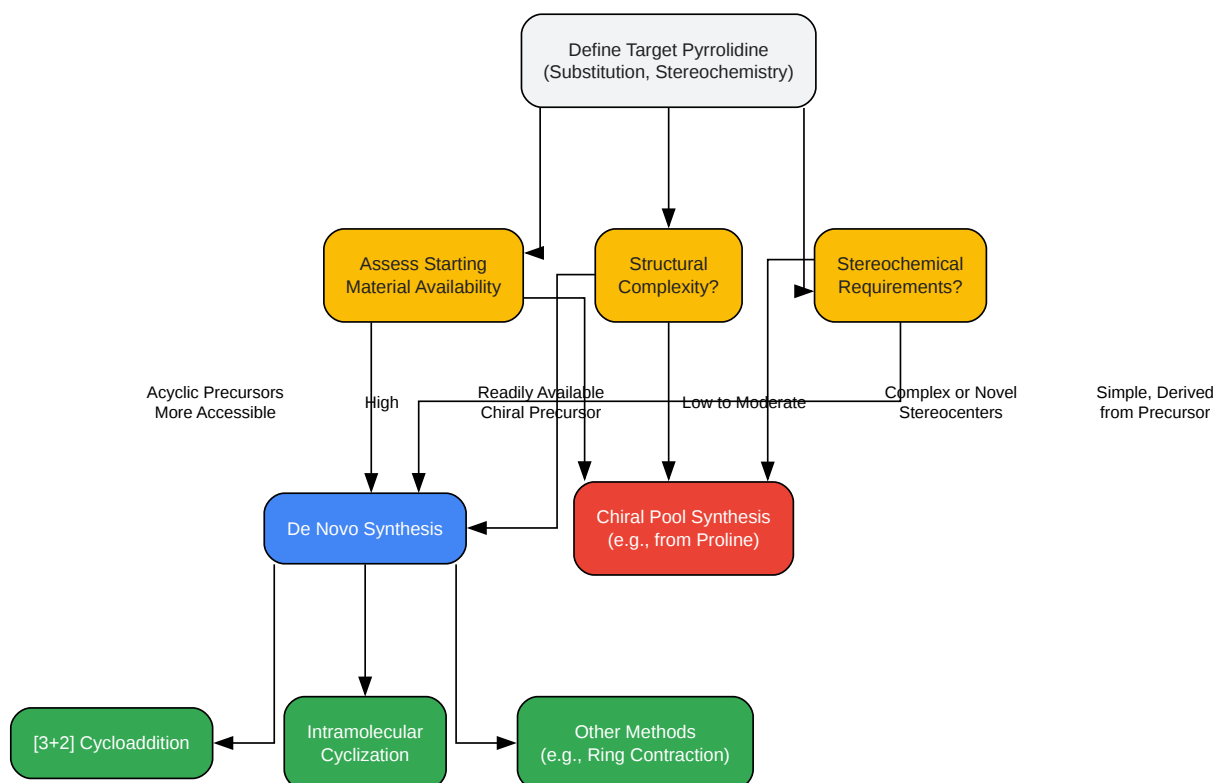 Define Target Pyrrolidine
(Substitution, Stereochemistry)
Assess Starting
Material Availability
Structural
Complexity?
Stereochemical
Requirements?
Acyclic Precursors
More Accessible
High
Readily Available
Chiral Precursor
Low to Moderate
Complex or Novel
Stereocenters
Simple, Derived
from Precursor
De Novo Synthesis
Chiral Pool Synthesis
(e.g., from Proline)
[3+2] Cycloaddition
Intramolecular
Cyclization
Other Methods
(e.g., Ring Contraction)